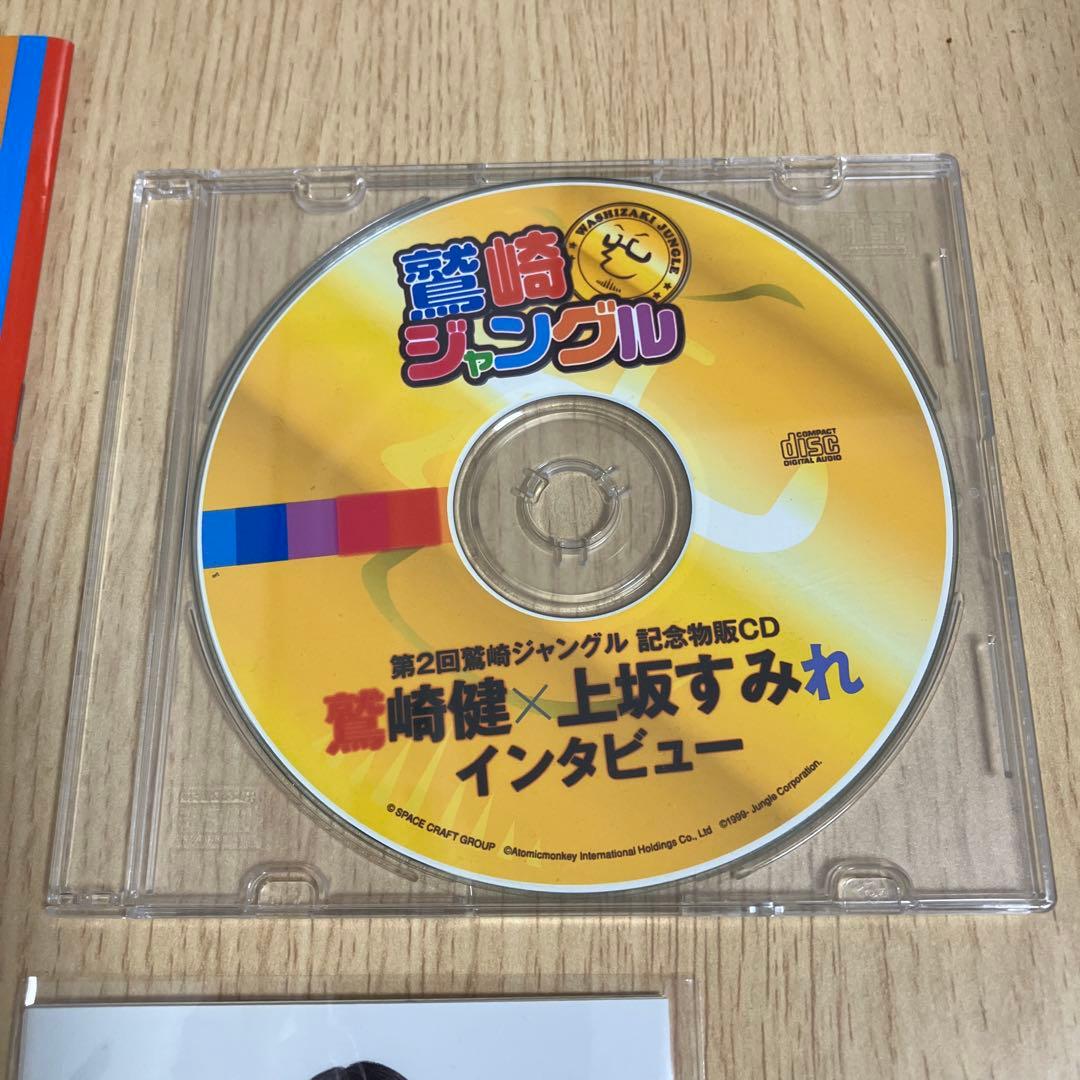 WASHIZAKI JUNGLE
鷲崎
ジャングル
COMPACT
disc
DIGITAL AUDIO
第2回鷲崎ジャングル 記念物販CD
鷲崎健×上坂すみれ
インタビュー
© SPACE CRAFT GROUP ©Atomicmonkey International Holdings Co., Ltd ©1999- Jungle Corporation.